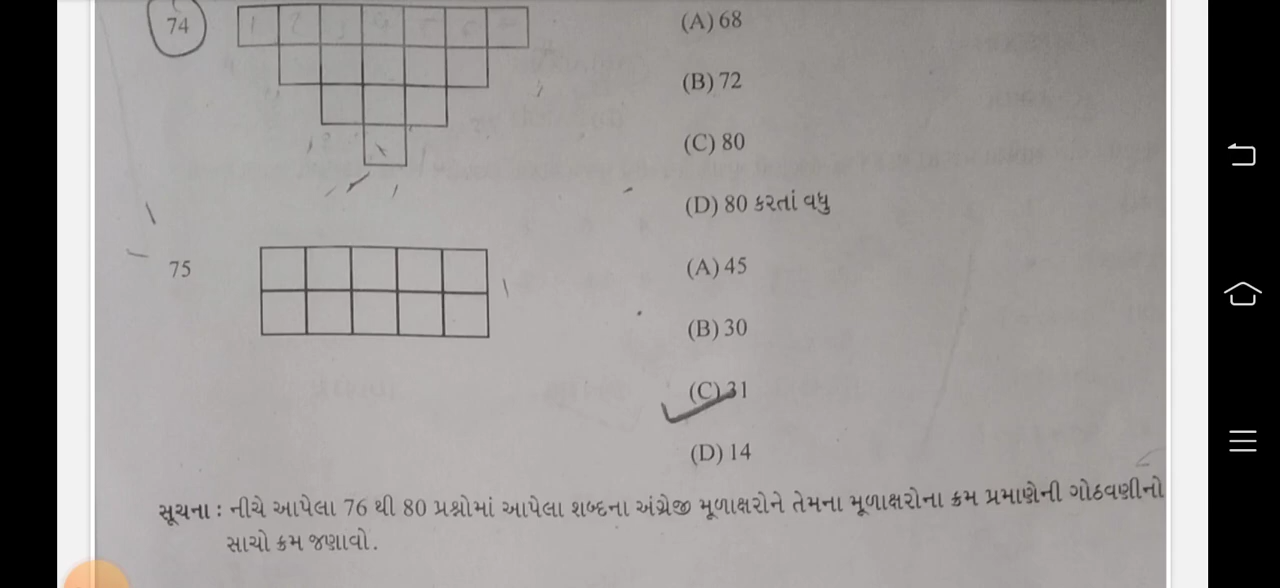 74
(A) 68
(B) 72
(C) 80
(D) 80 કરતાં વધુ
75
(A) 45
(B) 30
(C) 31
(D) 14
સૂચના : નીચે આપેલા 76 થી 80 પ્રશ્નોમાં આપેલા શબ્દના અંગ્રેજી મૂળાક્ષરોને તેમના મૂળાક્ષરોના ક્રમ પ્રમાણેની ગોઠવણીનો
સાચો ક્રમ જણાવો.